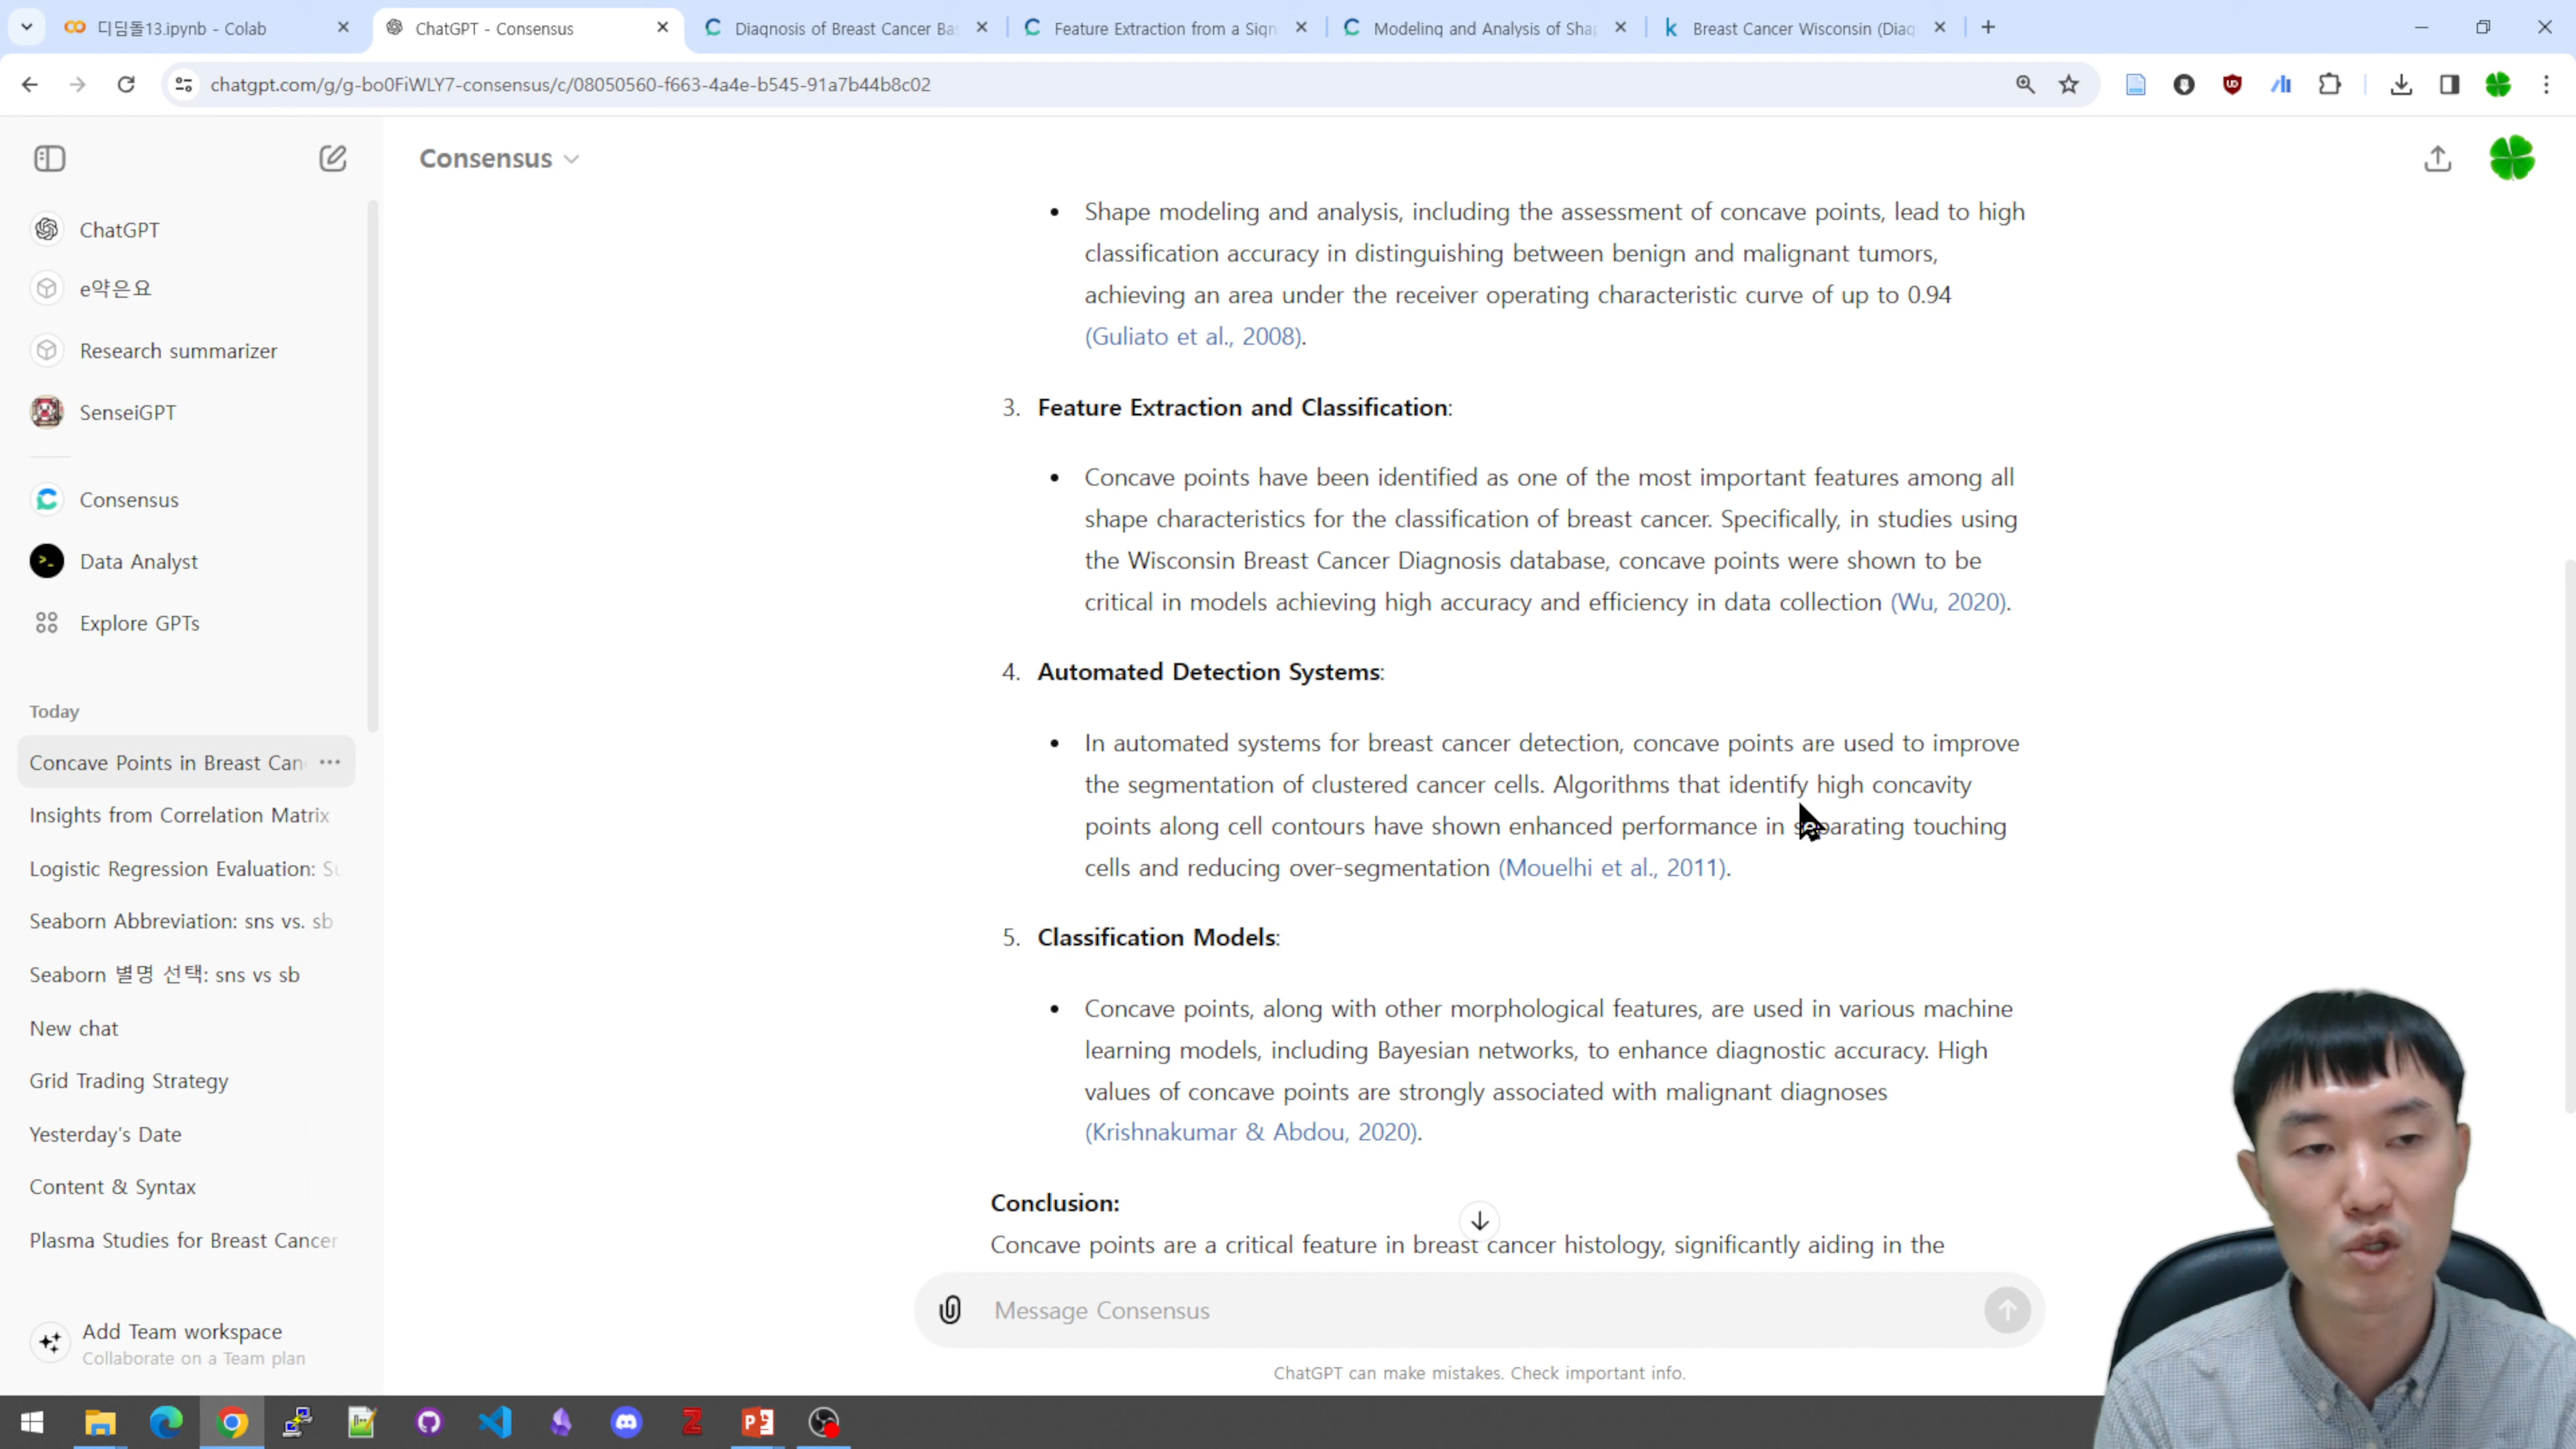 디딤돌13.ipynb - Colab
ChatGPT - Consensus
Diagnosis of Breast Cancer Bas
Feature Extraction from a Sign
Modeling and Analysis of Shap
Breast Cancer Wisconsin (Diag
chatgpt.com/g/g-bo0FiWLY7-consensus/c/08050560-f663-4a4e-b545-91a7b44b8c02
Consensus
ChatGPT
e약은요
Research summarizer
SenseiGPT
Consensus
Data Analyst
Explore GPTs
Today
Concave Points in Breast Can
Insights from Correlation Matrix
Logistic Regression Evaluation: Su
Seaborn Abbreviation: sns vs. sb
Seaborn 별명 선택: sns vs sb
New chat
Grid Trading Strategy
Yesterday's Date
Content & Syntax
Plasma Studies for Breast Cancer
Add Team workspace
Collaborate on a Team plan
• Shape modeling and analysis, including the assessment of concave points, lead to high
classification accuracy in distinguishing between benign and malignant tumors,
achieving an area under the receiver operating characteristic curve of up to 0.94
(Guliato et al., 2008).
3. Feature Extraction and Classification:
• Concave points have been identified as one of the most important features among all
shape characteristics for the classification of breast cancer. Specifically, in studies using
the Wisconsin Breast Cancer Diagnosis database, concave points were shown to be
critical in models achieving high accuracy and efficiency in data collection (Wu, 2020).
4. Automated Detection Systems:
• In automated systems for breast cancer detection, concave points are used to improve
the segmentation of clustered cancer cells. Algorithms that identify high concavity
points along cell contours have shown enhanced performance in separating touching
cells and reducing over-segmentation (Mouelhi et al., 2011).
5. Classification Models:
• Concave points, along with other morphological features, are used in various machine
learning models, including Bayesian networks, to enhance diagnostic accuracy. High
values of concave points are strongly associated with malignant diagnoses
(Krishnakumar & Abdou, 2020).
Conclusion:
Concave points are a critical feature in breast cancer histology, significantly aiding in the
Message Consensus
ChatGPT can make mistakes. Check important info.